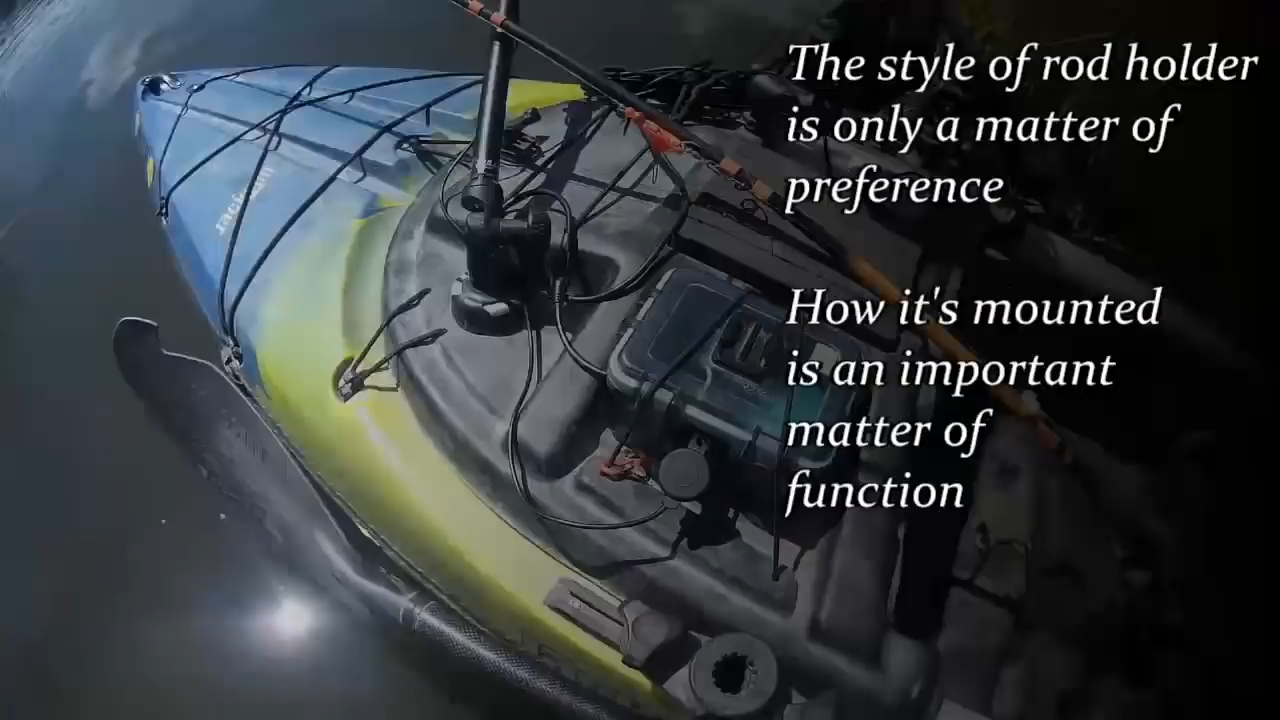 The style of rod holder
is only a matter of
preference
How it's mounted
is an important
matter of
function